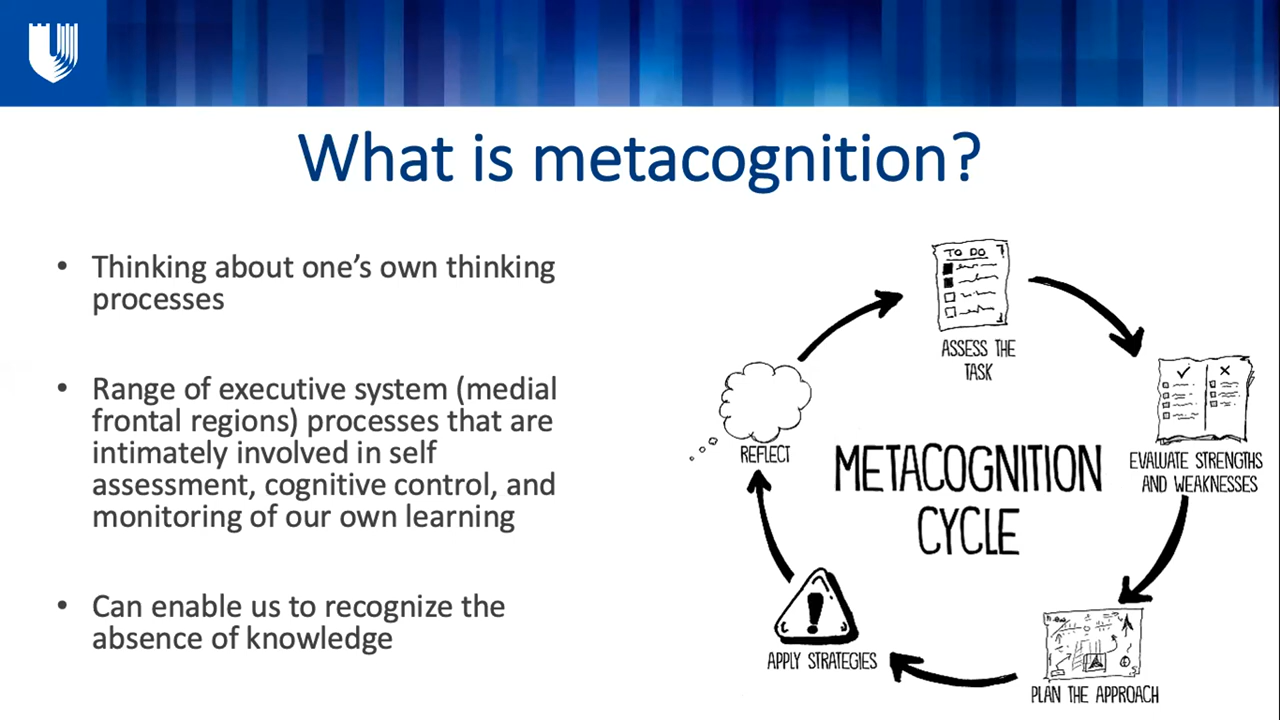 What is metacognition?
• Thinking about one's own thinking
processes
• Range of executive system (medial
frontal regions) processes that are
intimately involved in self
assessment, cognitive control, and
monitoring of our own learning
• Can enable us to recognize the
absence of knowledge
TO DO
ASSESS THE
TASK
EVALUATE STRENGTHS
AND WEAKNESSES
PLAN THE APPROACH
APPLY STRATEGIES
REFLECT
METACOGNITION
CYCLE